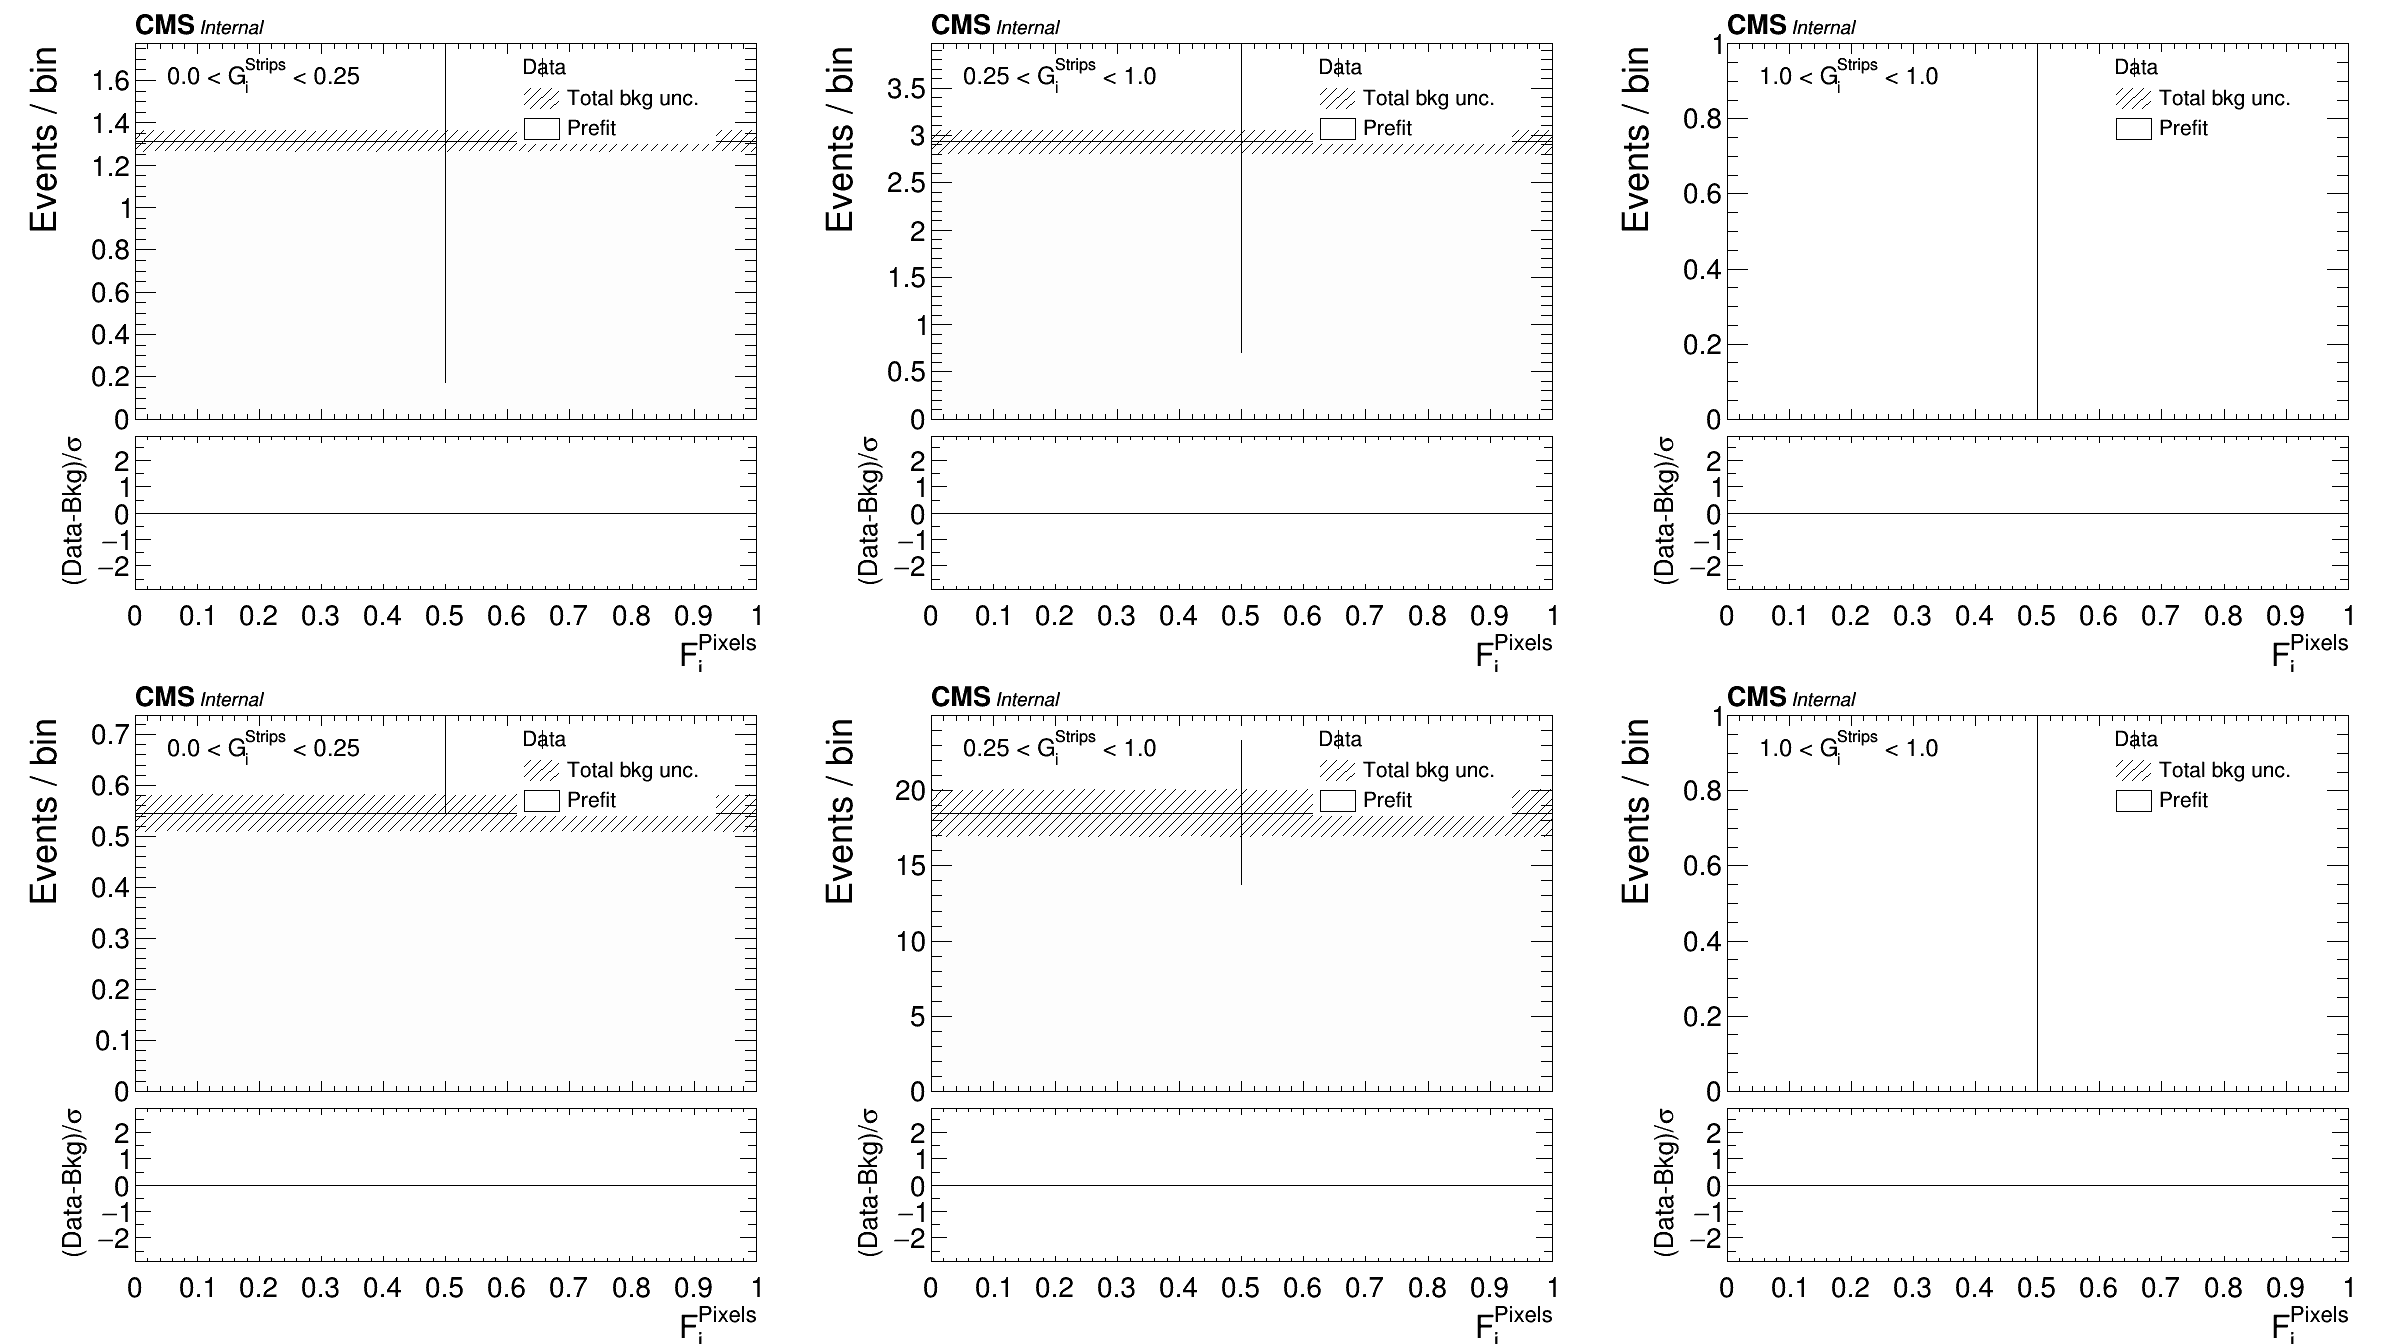 CMS Internal
Events / bin
0.0 < G_i^Strips < 0.25
Data
Total bkg unc.
Prefit
1.6
1.4
1.2
1
0.8
0.6
0.4
0.2
0
(Data-Bkg)/σ
2
1
0
−1
−2
0 0.1 0.2 0.3 0.4 0.5 0.6 0.7 0.8 0.9 1
F_i^Pixels
CMS Internal
Events / bin
0.25 < G_i^Strips < 1.0
Data
Total bkg unc.
Prefit
3.5
3
2.5
2
1.5
1
0.5
0
(Data-Bkg)/σ
2
1
0
−1
−2
0 0.1 0.2 0.3 0.4 0.5 0.6 0.7 0.8 0.9 1
F_i^Pixels
CMS Internal
Events / bin
1.0 < G_i^Strips < 1.0
Data
Total bkg unc.
Prefit
1
0.8
0.6
0.4
0.2
0
(Data-Bkg)/σ
2
1
0
−1
−2
0 0.1 0.2 0.3 0.4 0.5 0.6 0.7 0.8 0.9 1
F_i^Pixels
CMS Internal
Events / bin
0.0 < G_i^Strips < 0.25
Data
Total bkg unc.
Prefit
0.7
0.6
0.5
0.4
0.3
0.2
0.1
0
(Data-Bkg)/σ
2
1
0
−1
−2
0 0.1 0.2 0.3 0.4 0.5 0.6 0.7 0.8 0.9 1
F_i^Pixels
CMS Internal
Events / bin
0.25 < G_i^Strips < 1.0
Data
Total bkg unc.
Prefit
20
15
10
5
0
(Data-Bkg)/σ
2
1
0
−1
−2
0 0.1 0.2 0.3 0.4 0.5 0.6 0.7 0.8 0.9 1
F_i^Pixels
CMS Internal
Events / bin
1.0 < G_i^Strips < 1.0
Data
Total bkg unc.
Prefit
1
0.8
0.6
0.4
0.2
0
(Data-Bkg)/σ
2
1
0
−1
−2
0 0.1 0.2 0.3 0.4 0.5 0.6 0.7 0.8 0.9 1
F_i^Pixels